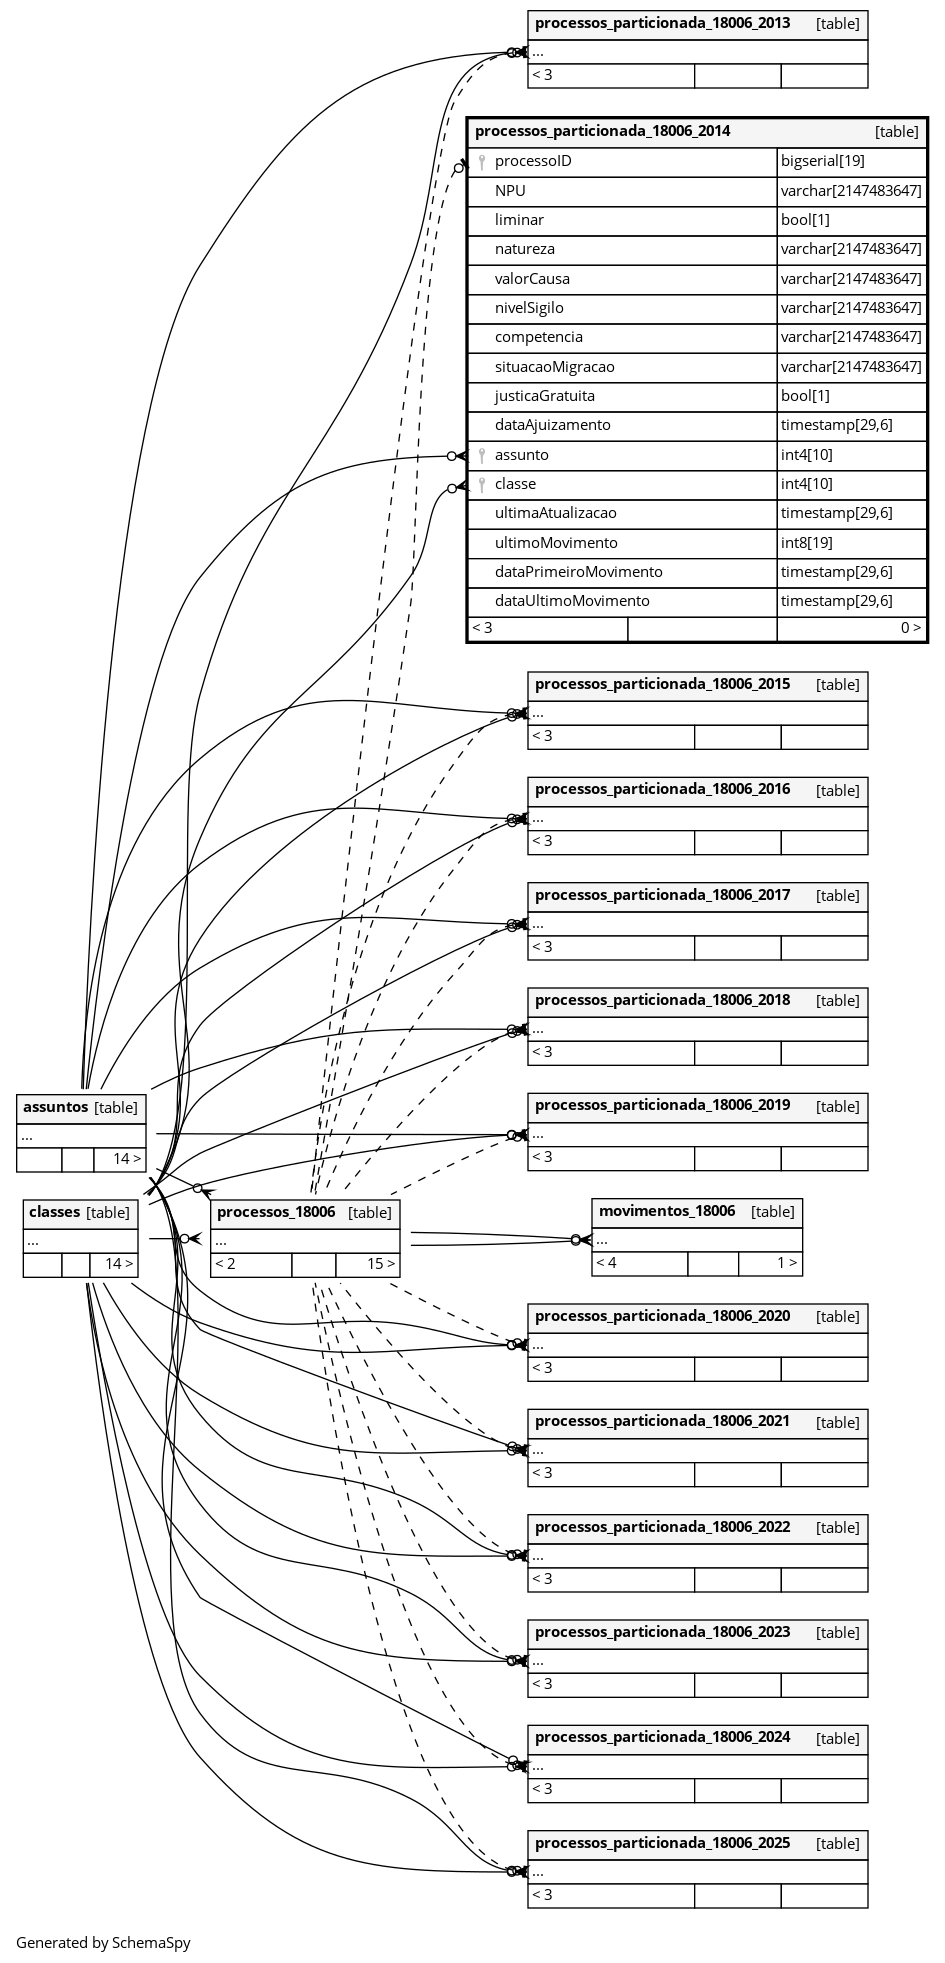 processos_particionada_18006_2013 [table]
...
< 3
processos_particionada_18006_2014 [table]
processoID bigserial[19]
NPU varchar[2147483647]
liminar bool[1]
natureza varchar[2147483647]
valorCausa varchar[2147483647]
nivelSigilo varchar[2147483647]
competencia varchar[2147483647]
situacaoMigracao varchar[2147483647]
justicaGratuita bool[1]
dataAjuizamento timestamp[29,6]
assunto int4[10]
classe int4[10]
ultimaAtualizacao timestamp[29,6]
ultimoMovimento int8[19]
dataPrimeiroMovimento timestamp[29,6]
dataUltimoMovimento timestamp[29,6]
< 3 0 >
processos_particionada_18006_2015 [table]
...
< 3
processos_particionada_18006_2016 [table]
...
< 3
processos_particionada_18006_2017 [table]
...
< 3
processos_particionada_18006_2018 [table]
...
< 3
processos_particionada_18006_2019 [table]
...
< 3
assuntos [table]
...
14 >
classes [table]
...
14 >
processos_18006 [table]
...
< 2 15 >
movimentos_18006 [table]
...
< 4 1 >
processos_particionada_18006_2020 [table]
...
< 3
processos_particionada_18006_2021 [table]
...
< 3
processos_particionada_18006_2022 [table]
...
< 3
processos_particionada_18006_2023 [table]
...
< 3
processos_particionada_18006_2024 [table]
...
< 3
processos_particionada_18006_2025 [table]
...
< 3
Generated by SchemaSpy